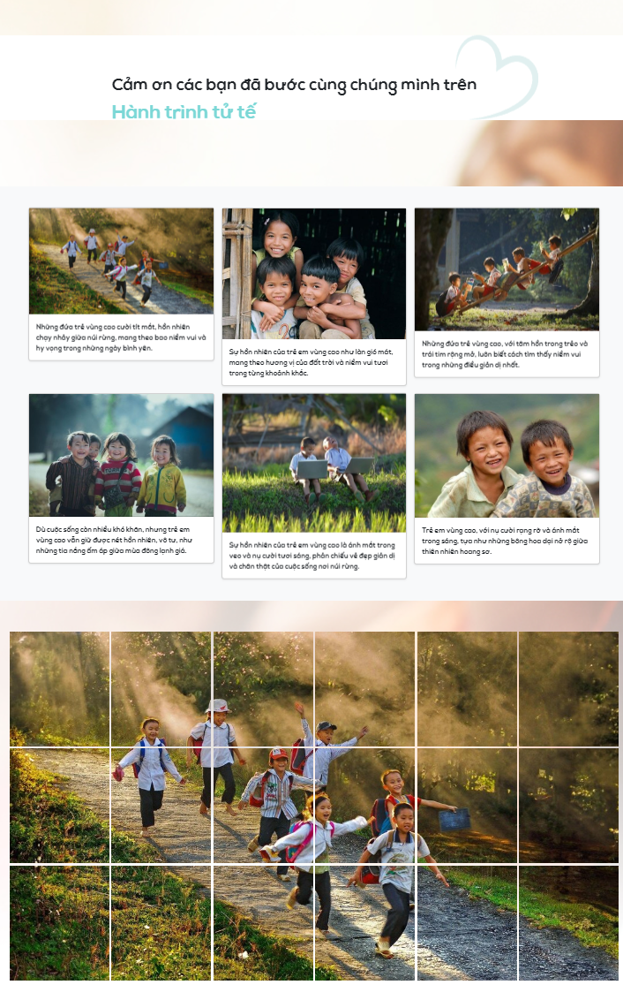 Cảm ơn các bạn đã bước cùng chúng mình trên
Hành trình tử tế
Những đứa trẻ vùng cao cười tít mắt, hồn nhiên
chạy nhảy giữa núi rừng, mang theo bao niềm vui và
hy vọng trong những ngày bình yên.
Sự hồn nhiên của trẻ em vùng cao như làn gió mát,
mang theo hương vị của đất trời và niềm vui tươi
trong từng khoảnh khắc.
Những đứa trẻ vùng cao, với tâm hồn trong trẻo và
trái tim rộng mở, luôn biết cách tìm thấy niềm vui
trong những điều giản dị nhất.
Dù cuộc sống còn nhiều khó khăn, nhưng trẻ em
vùng cao vẫn giữ được nét hồn nhiên, vô tư, như
những tia nắng ấm áp giữa mùa đông lạnh giá.
Sự hồn nhiên của trẻ em vùng cao là ánh mắt trong
veo và nụ cười tươi sáng, phản chiếu vẻ đẹp giản dị
và chân thật của cuộc sống nơi núi rừng.
Trẻ em vùng cao, với nụ cười rạng rỡ và ánh mắt
trong sáng, tựa như những bông hoa dại nở rộ giữa
thiên nhiên hoang sơ.